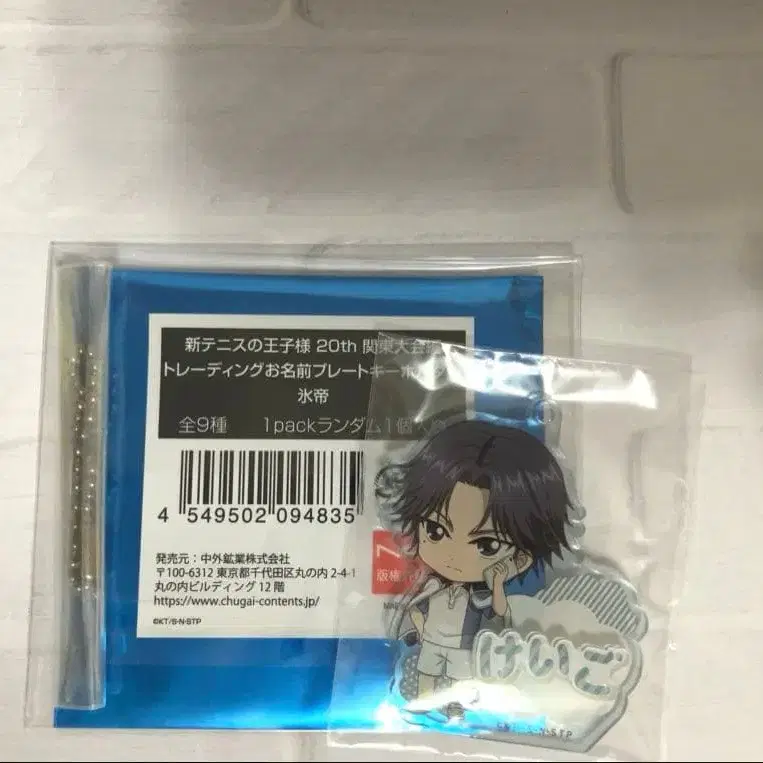 新テニスの王子様 20th 関東大会
トレーディングお名前プレートキーホ
氷帝
全9種 1packランダム1個
4 549502 094835
発売元：中外鉱業株式会社
〒100-6312 東京都千代田区丸の内 2-4-1
丸の内ビルディング 12 階
https://www.chugai-contents.jp/
©KT/S･N･STP
版権
けいご